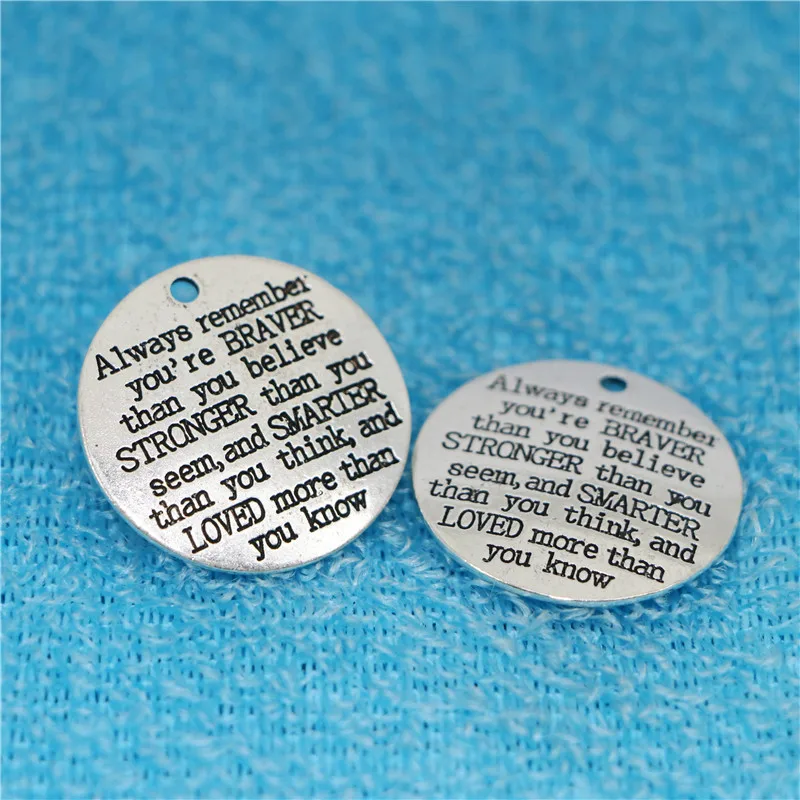 Always remember
you're BRAVER
than you believe
STRONGER than you
seem, and SMARTER
than you think, and
LOVED more than
you know
Always remember
you're BRAVER
than you believe
STRONGER than you
seem, and SMARTER
than you think, and
LOVED more than
you know